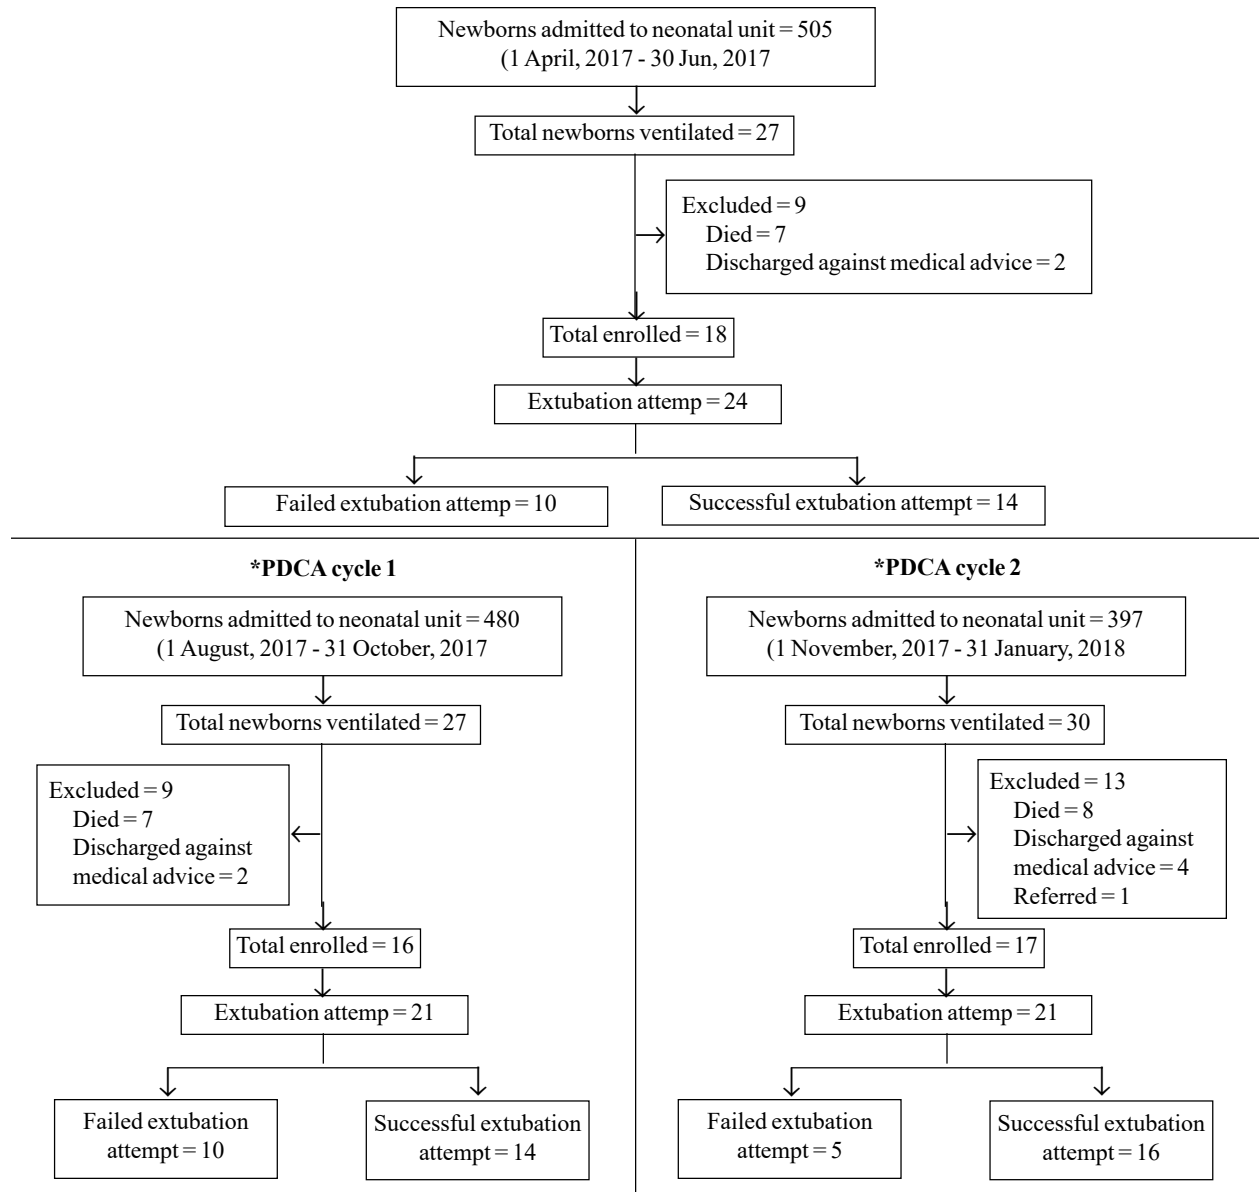 Newborns admitted to neonatal unit = 505
(1 April, 2017 - 30 Jun, 2017
Total newborns ventilated = 27
Excluded = 9
Died = 7
Discharged against medical advice = 2
Total enrolled = 18
Extubation attemp = 24
Failed extubation attemp = 10
Successful extubation attempt = 14
*PDCA cycle 1
Newborns admitted to neonatal unit = 480
(1 August, 2017 - 31 October, 2017
Total newborns ventilated = 27
Excluded = 9
Died = 7
Discharged against
medical advice = 2
Total enrolled = 16
Extubation attemp = 21
Failed extubation
attempt = 10
Successful extubation
attempt = 14
*PDCA cycle 2
Newborns admitted to neonatal unit = 397
(1 November, 2017 - 31 January, 2018
Total newborns ventilated = 30
Excluded = 13
Died = 8
Discharged against
medical advice = 4
Referred = 1
Total enrolled = 17
Extubation attemp = 21
Failed extubation
attempt = 5
Successful extubation
attempt = 16